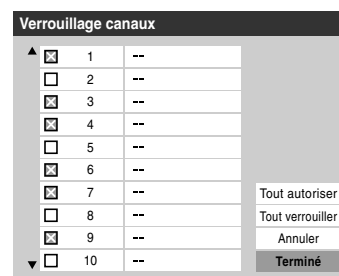 Verrouillage canaux
1 --
2 --
3 --
4 --
5 --
6 --
7 --
8 --
9 --
10 --
Tout autoriser
Tout verrouiller
Annuler
Terminé